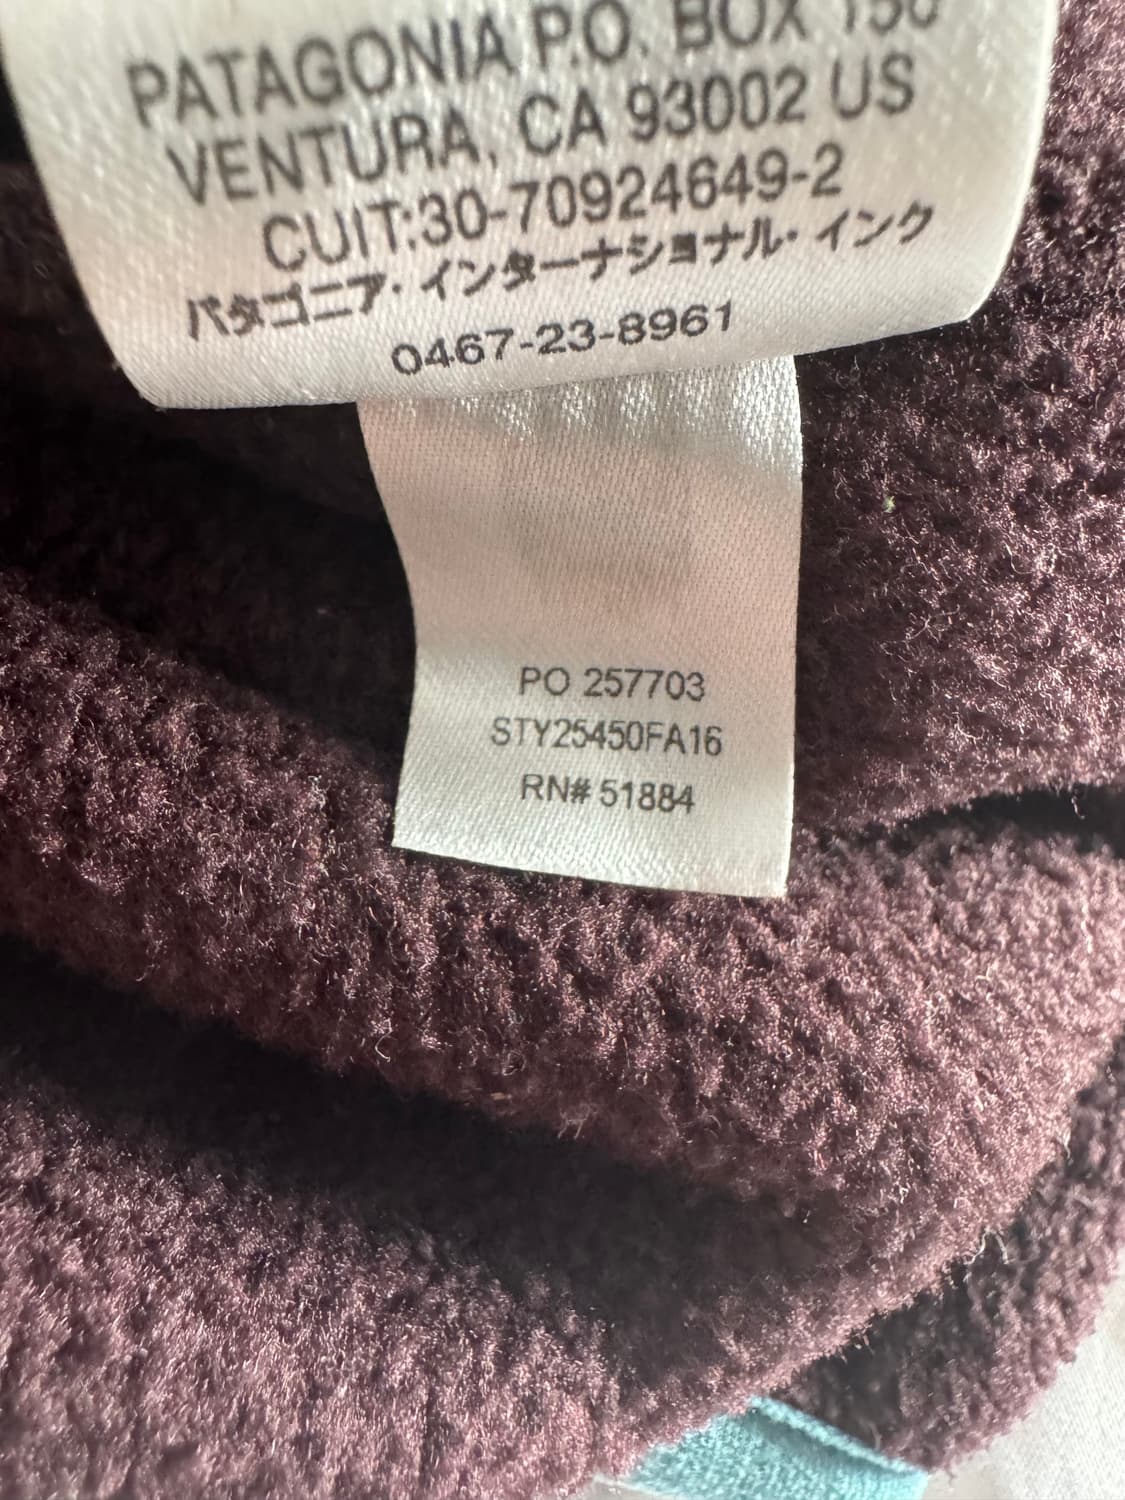 PATAGONIA P.O. BOX 150
VENTURA, CA 93002 US
CUIT:30-70924649-2
パタゴニア・インターナショナル・インク
0467-23-8961
PO 257703
STY25450FA16
RN# 51884